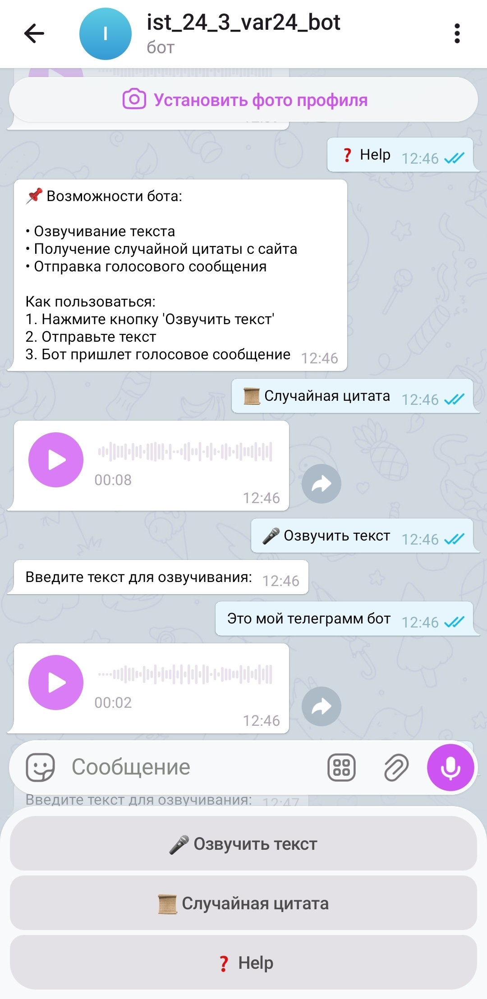 I
ist_24_3_var24_bot
бот
Установить фото профиля
❓ Help 12:46
📌 Возможности бота:
• Озвучивание текста
• Получение случайной цитаты с сайта
• Отправка голосового сообщения
Как пользоваться:
1. Нажмите кнопку 'Озвучить текст'
2. Отправьте текст
3. Бот пришлет голосовое сообщение 12:46
📜 Случайная цитата 12:46
00:08
12:46
🎤 Озвучить текст 12:46
Введите текст для озвучивания: 12:46
Это мой телеграмм бот 12:46
00:02
12:46
Сообщение
Введите текст для озвучивания: 12:47
🎤 Озвучить текст
📜 Случайная цитата
❓ Help